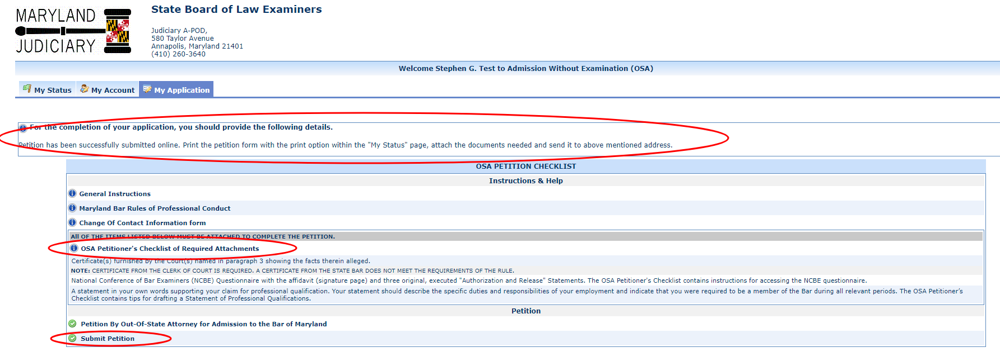 MARYLAND
JUDICIARY
State Board of Law Examiners
Judiciary A-POD,
580 Taylor Avenue
Annapolis, Maryland 21401
(410) 260-3640
Welcome Stephen G. Test to Admission Without Examination (OSA)
My Status My Account My Application
For the completion of your application, you should provide the following details.
Petition has been successfully submitted online. Print the petition form with the print option within the "My Status" page, attach the documents needed and send it to above mentioned address.
OSA PETITION CHECKLIST
Instructions & Help
General Instructions
Maryland Bar Rules of Professional Conduct
Change Of Contact Information form
All OF THE ITEMS LISTED BELOW MUST BE ATTACHED TO COMPLETE THE PETITION.
OSA Petitioner's Checklist of Required Attachments
Certificate(s) furnished by the Court(s) named in paragraph 3 showing the facts therein alleged.
NOTE: CERTIFICATE FROM THE CLERK OF COURT IS REQUIRED. A CERTIFICATE FROM THE STATE BAR DOES NOT MEET THE REQUIREMENTS OF THE RULE.
National Conference of Bar Examiners (NCBE) Questionnaire with the affidavit (signature page) and three original, executed "Authorization and Release" Statements. The OSA Petitioner's Checklist contains instructions for accessing the NCBE questionnaire.
A statement in your own words supporting your claim for professional qualification. Your statement should describe the specific duties and responsibilities of your employment and indicate that you were required to be a member of the Bar during all relevant periods. The OSA Petitioner’s
Checklist contains tips for drafting a Statement of Professional Qualifications.
Petition
Petition By Out-Of-State Attorney for Admission to the Bar of Maryland
Submit Petition